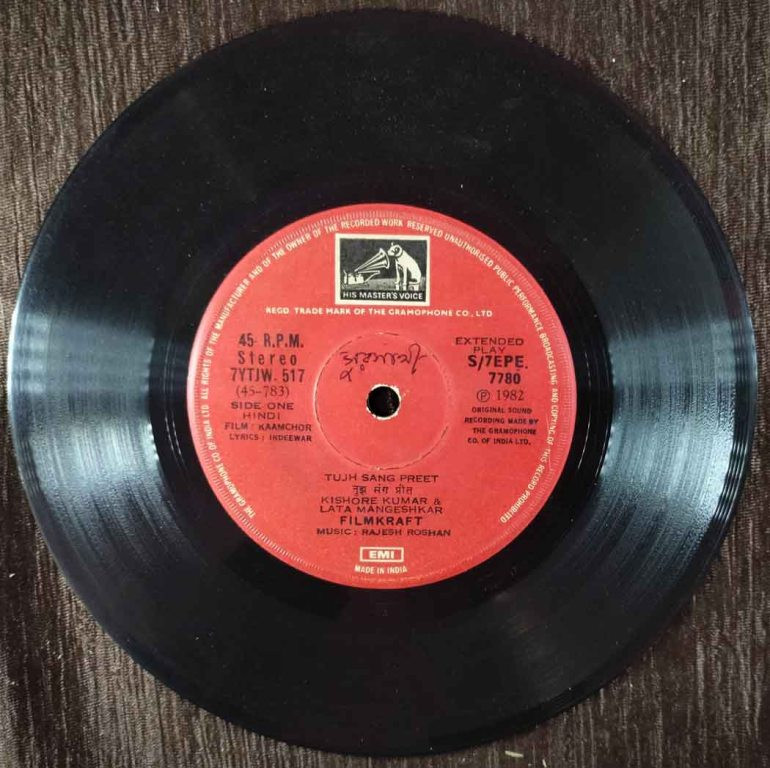 THE GRAMOPHONE CO. OF INDIA LTD. ALL RIGHTS OF THE MANUFACTURER AND OF THE OWNER OF THE RECORDED WORK RESERVED UNAUTHORISED PUBLIC PERFORMANCE BROADCASTING AND COPYING OF THIS RECORD PROHIBITED
HIS MASTER'S VOICE
REGD. TRADE MARK OF THE GRAMOPHONE CO., LTD
45 R.P.M.
Stereo
7YTJW. 517
(45-783)
SIDE ONE
HINDI
FILM : KAAMCHOR
LYRICS : INDEEWAR
EXTENDED
PLAY
S/7EPE.
7780
Ⓟ 1982
ORIGINAL SOUND
RECORDING MADE BY
THE GRAMOPHONE
CO. OF INDIA LTD.
TUJH SANG PREET
तुझ संग प्रीत
KISHORE KUMAR &
LATA MANGESHKAR
FILMKRAFT
MUSIC : RAJESH ROSHAN
EMI
MADE IN INDIA